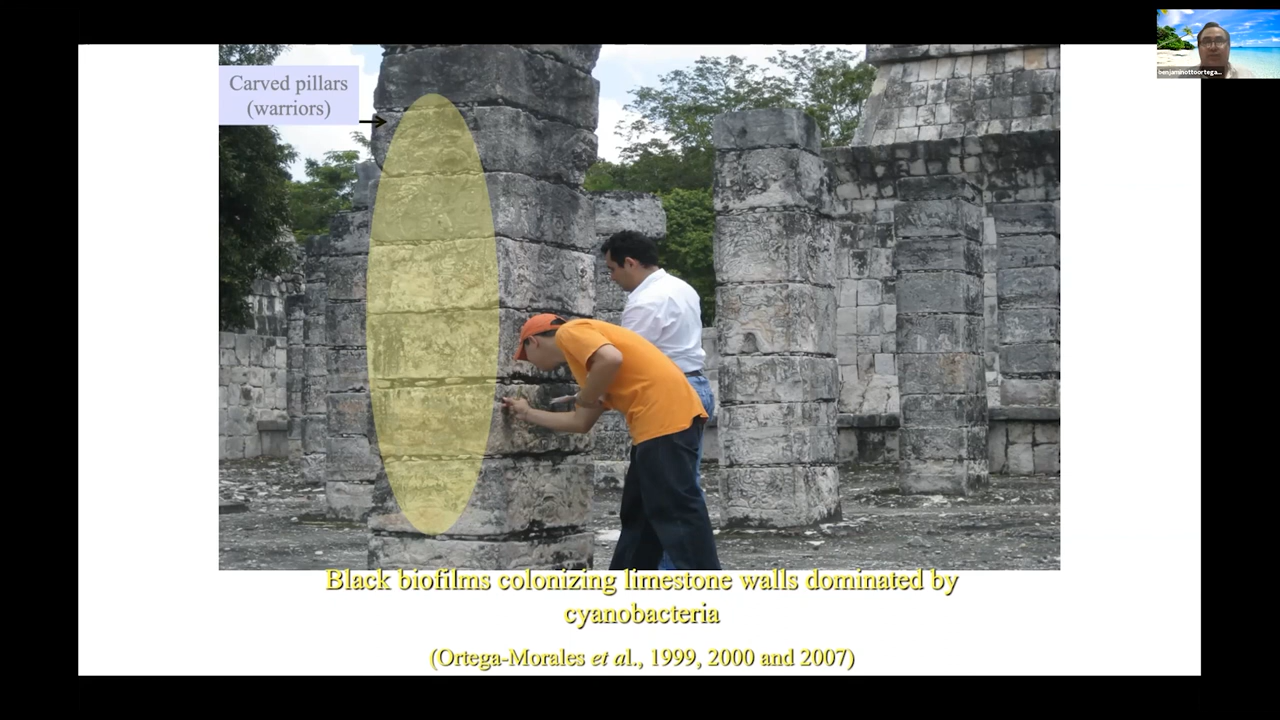 Carved pillars
(warriors)
benjaminottoortega...
Black biofilms colonizing limestone walls dominated by
cyanobacteria
(Ortega-Morales et al., 1999, 2000 and 2007)